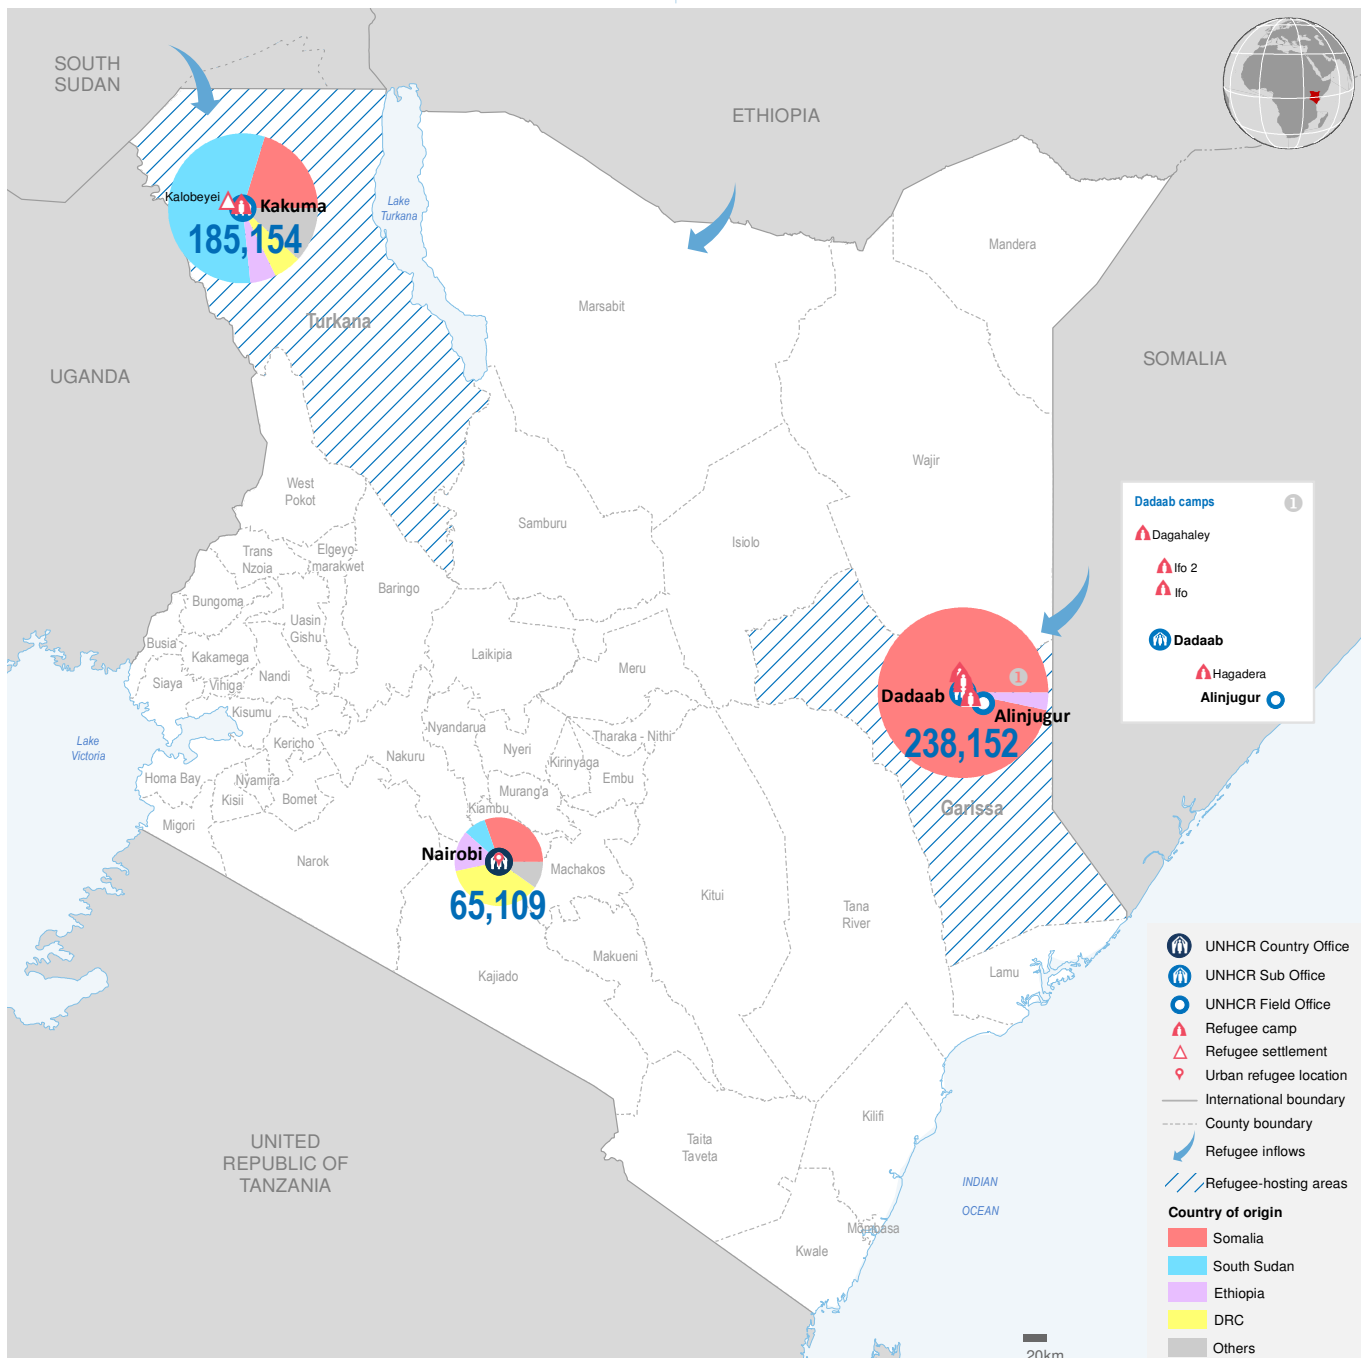 SOUTH
SUDAN
ETHIOPIA
Kalobeyei
Kakuma
185,154
Lake
Turkana
Mandera
Marsabit
Turkana
UGANDA
SOMALIA
Wajir
West
Pokot
Samburu
Isiolo
Dadaab camps
1
Dagahaley
Ifo 2
Ifo
Dadaab
Hagadera
Alinjugur
Trans
Nzoia
Elgeyo-
marakwet
Baringo
Bungoma
Uasin
Gishu
Busia
Kakamega
Laikipia
Meru
Siaya
Vihiga
Nandi
1
Dadaab
Alinjugur
238,152
Kisumu
Lake
Victoria
Kericho
Nyandarua
Nyeri
Tharaka - Nithi
Nakuru
Kirinyaga
Embu
Homa Bay
Nyamira
Kisii
Bomet
Murang'a
Kiambu
Garissa
Migori
Narok
Nairobi
65,109
Machakos
Kitui
Tana
River
Makueni
Kajiado
Lamu
Kilifi
Taita
Taveta
UNITED
REPUBLIC OF
TANZANIA
INDIAN
OCEAN
Mombasa
Kwale
UNHCR Country Office
UNHCR Sub Office
UNHCR Field Office
Refugee camp
Refugee settlement
Urban refugee location
International boundary
County boundary
Refugee inflows
Refugee-hosting areas
Country of origin
Somalia
South Sudan
Ethiopia
DRC
Others
20km